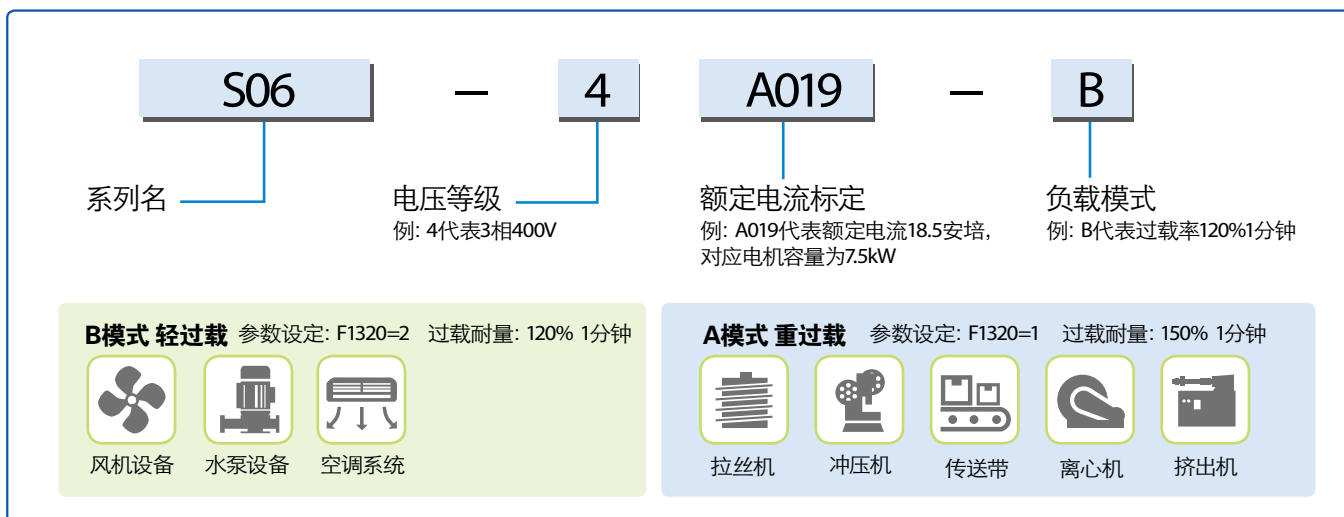 S06 — 4 A019 — B
系列名
电压等级
例: 4代表3相400V
额定电流标定
例: A019代表额定电流18.5安培,
对应电机容量为7.5kW
负载模式
例: B代表过载率120%1分钟
B模式 轻过载 参数设定: F1320=2 过载耐量: 120% 1分钟
风机设备 水泵设备 空调系统
A模式 重过载 参数设定: F1320=1 过载耐量: 150% 1分钟
拉丝机 冲压机 传送带 离心机 挤出机